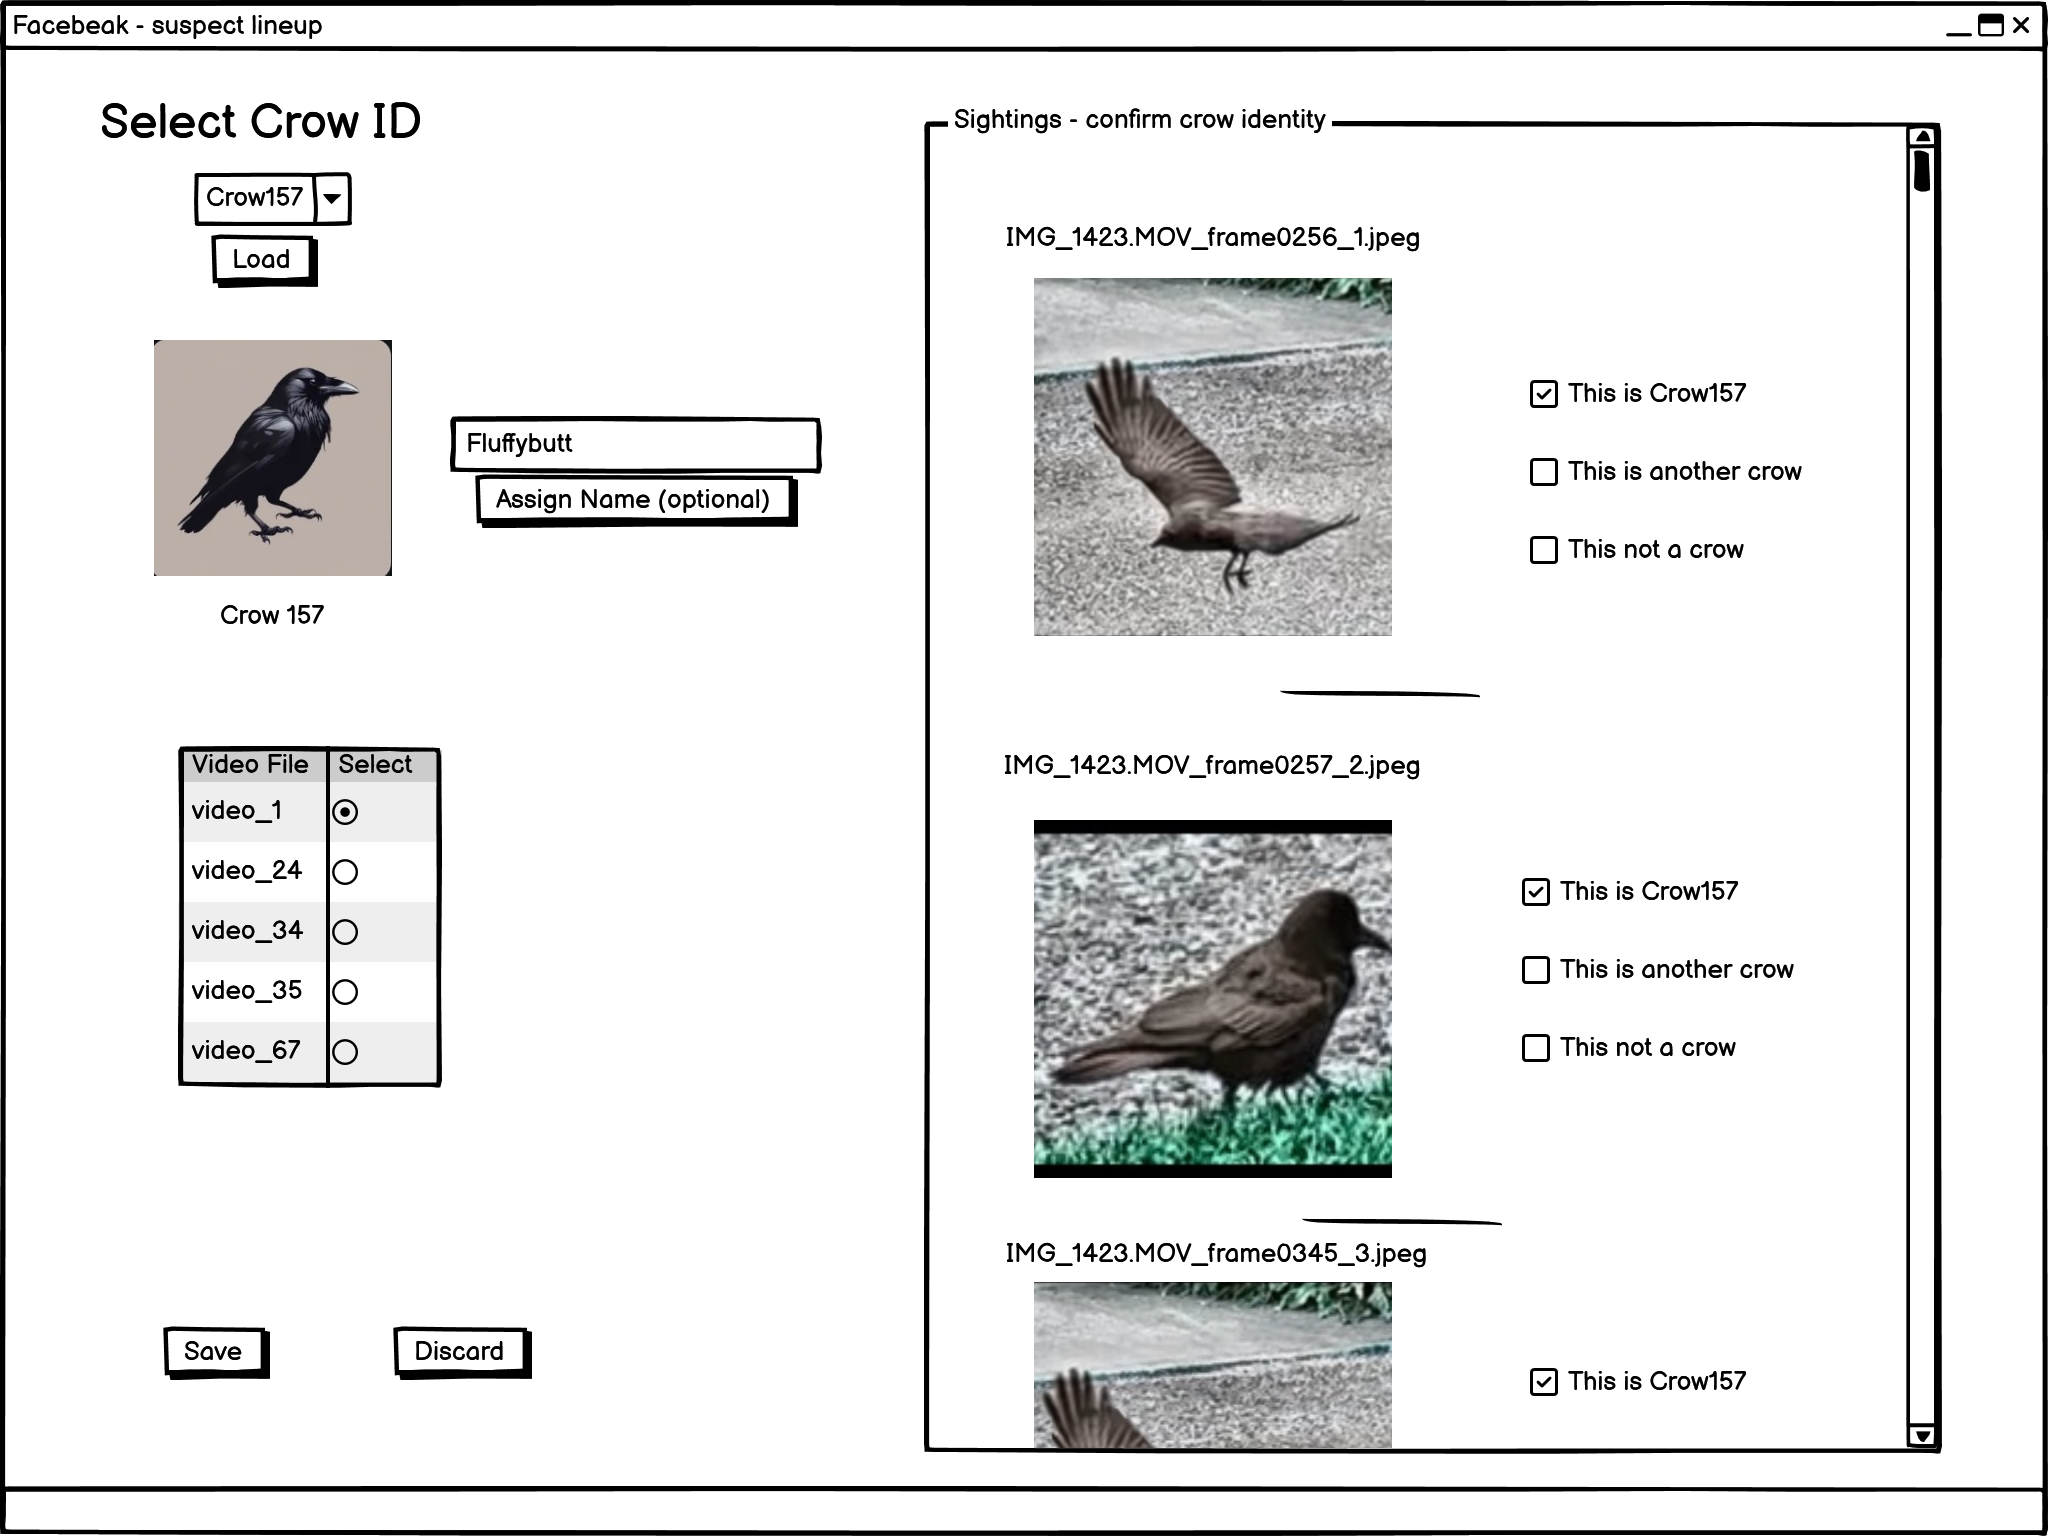 Facebeak - suspect lineup
Select Crow ID
Crow157
Load
Fluffybutt
Assign Name (optional)
Crow 157
Video File Select
video_1
video_24
video_34
video_35
video_67
Save Discard
Sightings - confirm crow identity
IMG_1423.MOV_frame0256_1.jpeg
This is Crow157
This is another crow
This not a crow
IMG_1423.MOV_frame0257_2.jpeg
This is Crow157
This is another crow
This not a crow
IMG_1423.MOV_frame0345_3.jpeg
This is Crow157